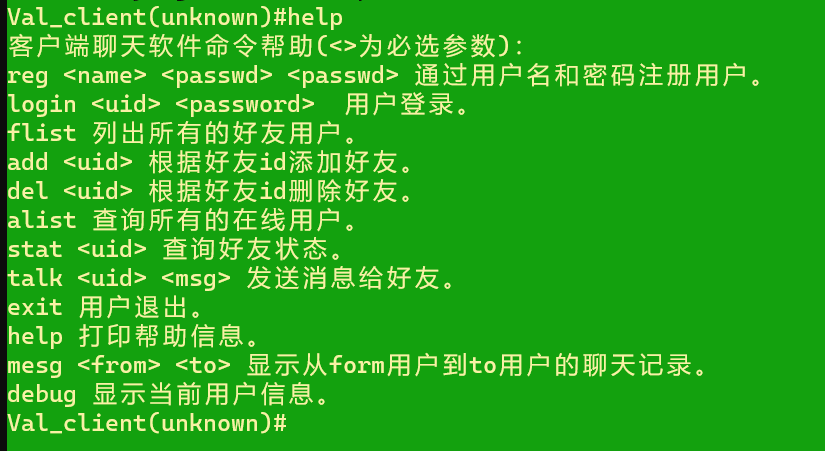 Val_client(unknown)#help
客户端聊天软件命令帮助(<>为必选参数):
reg <name> <passwd> <passwd> 通过用户名和密码注册用户。
login <uid> <password>  用户登录。
flist 列出所有的好友用户。
add <uid> 根据好友id添加好友。
del <uid> 根据好友id删除好友。
alist 查询所有的在线用户。
stat <uid> 查询好友状态。
talk <uid> <msg> 发送消息给好友。
exit 用户退出。
help 打印帮助信息。
mesg <from> <to> 显示从form用户到to用户的聊天记录。
debug 显示当前用户信息。
Val_client(unknown)#